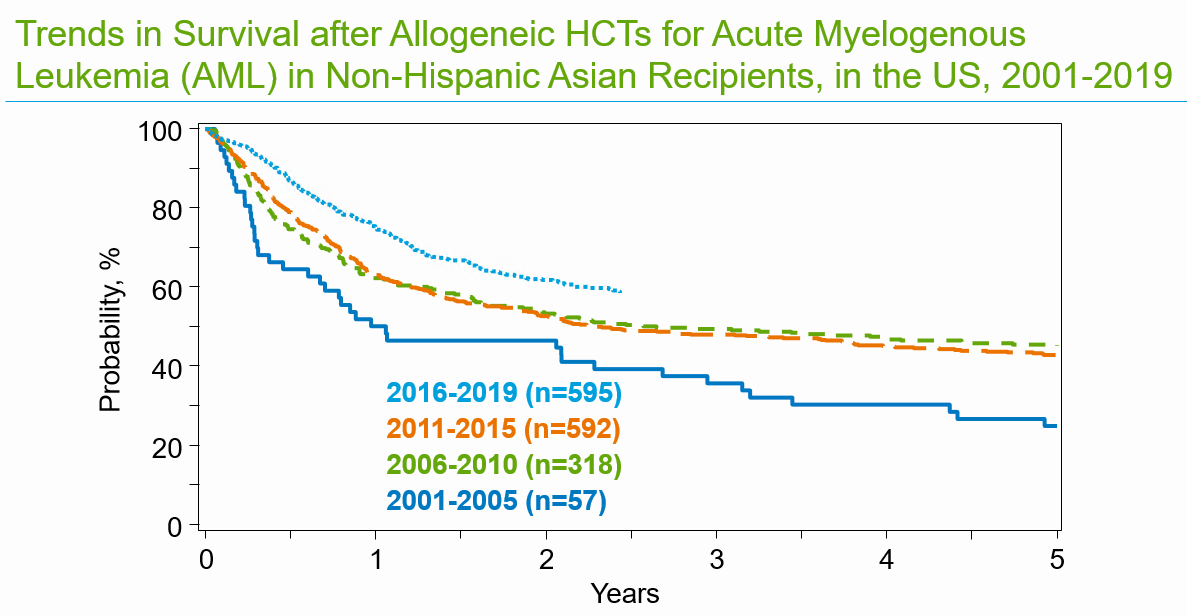 Trends in Survival after Allogeneic HCTs for Acute Myelogenous
Leukemia (AML) in Non-Hispanic Asian Recipients, in the US, 2001-2019
100
80
60
40
20
0
Probability, %
2016-2019 (n=595)
2011-2015 (n=592)
2006-2010 (n=318)
2001-2005 (n=57)
0 1 2 3 4 5
Years